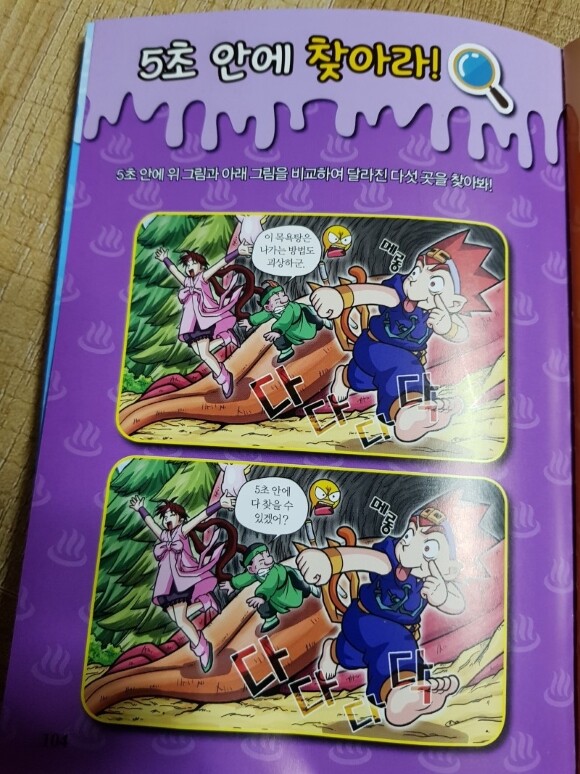 5초 안에 찾아라!
5초 안에 위 그림과 아래 그림을 비교하여 달라진 다섯 곳을 찾아봐!
이 목욕탕은
나가는 방법도
괴상하군.
메롱
다
다
다
닥
5초 안에
다 찾을 수
있겠어?
메롱
다
다
다
닥
104